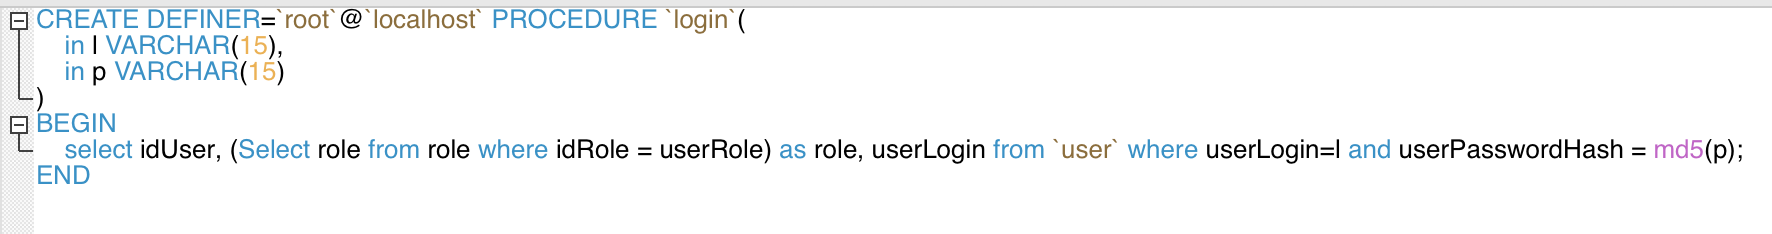 CREATE DEFINER=`root`@`localhost` PROCEDURE `login`(
in l VARCHAR(15),
in p VARCHAR(15)
)
BEGIN
select idUser, (Select role from role where idRole = userRole) as role, userLogin from `user` where userLogin=l and userPasswordHash = md5(p);
END